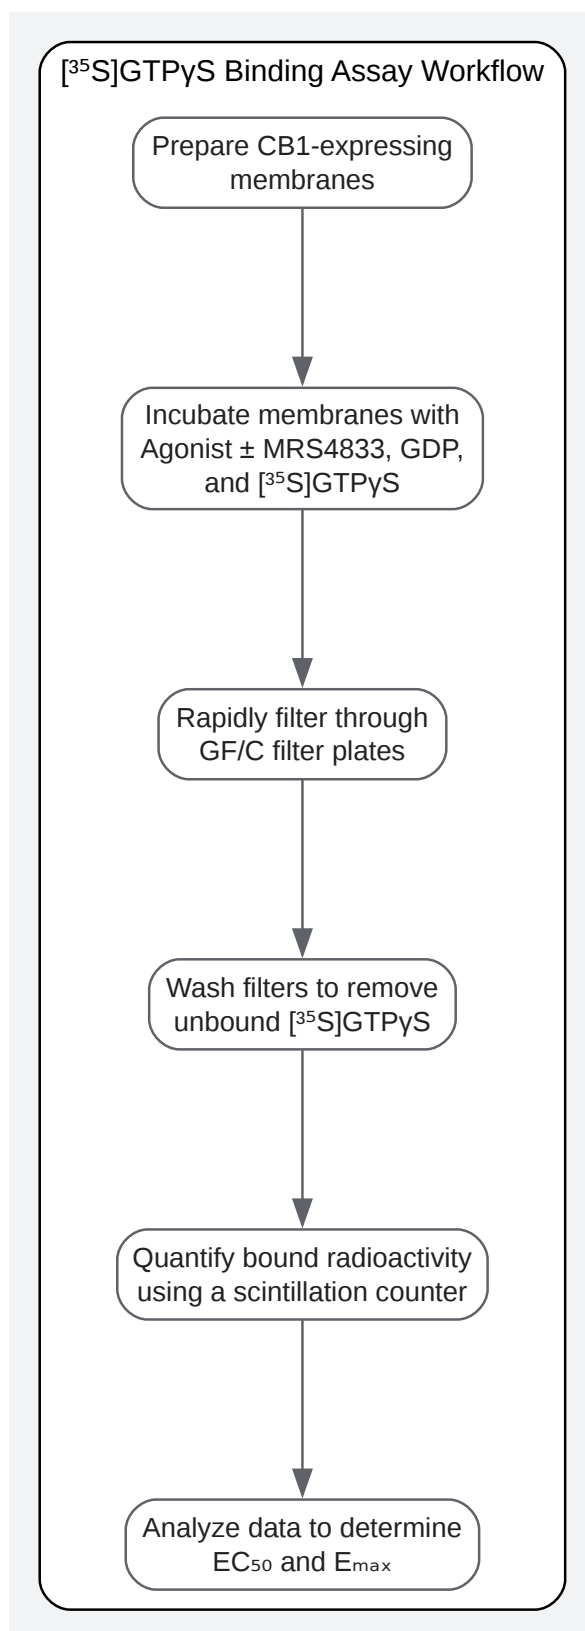 [³⁵S]GTPγS Binding Assay Workflow
Prepare CB1-expressing
membranes
Incubate membranes with
Agonist ± MRS4833, GDP,
and [³⁵S]GTPγS
Rapidly filter through
GF/C filter plates
Wash filters to remove
unbound [³⁵S]GTPγS
Quantify bound radioactivity
using a scintillation counter
Analyze data to determine
EC₅₀ and Eₘₐₓ